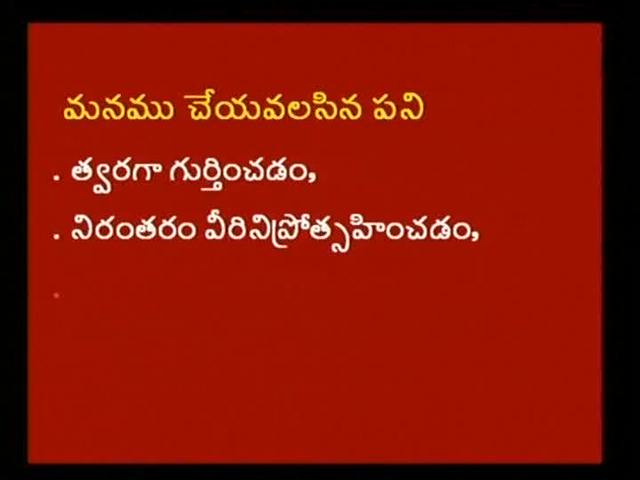 మనము చేయవలసిన పని
. త్వరగా గుర్తించడం,
. నిరంతరం వీరినిప్రోత్సహించడం,
.